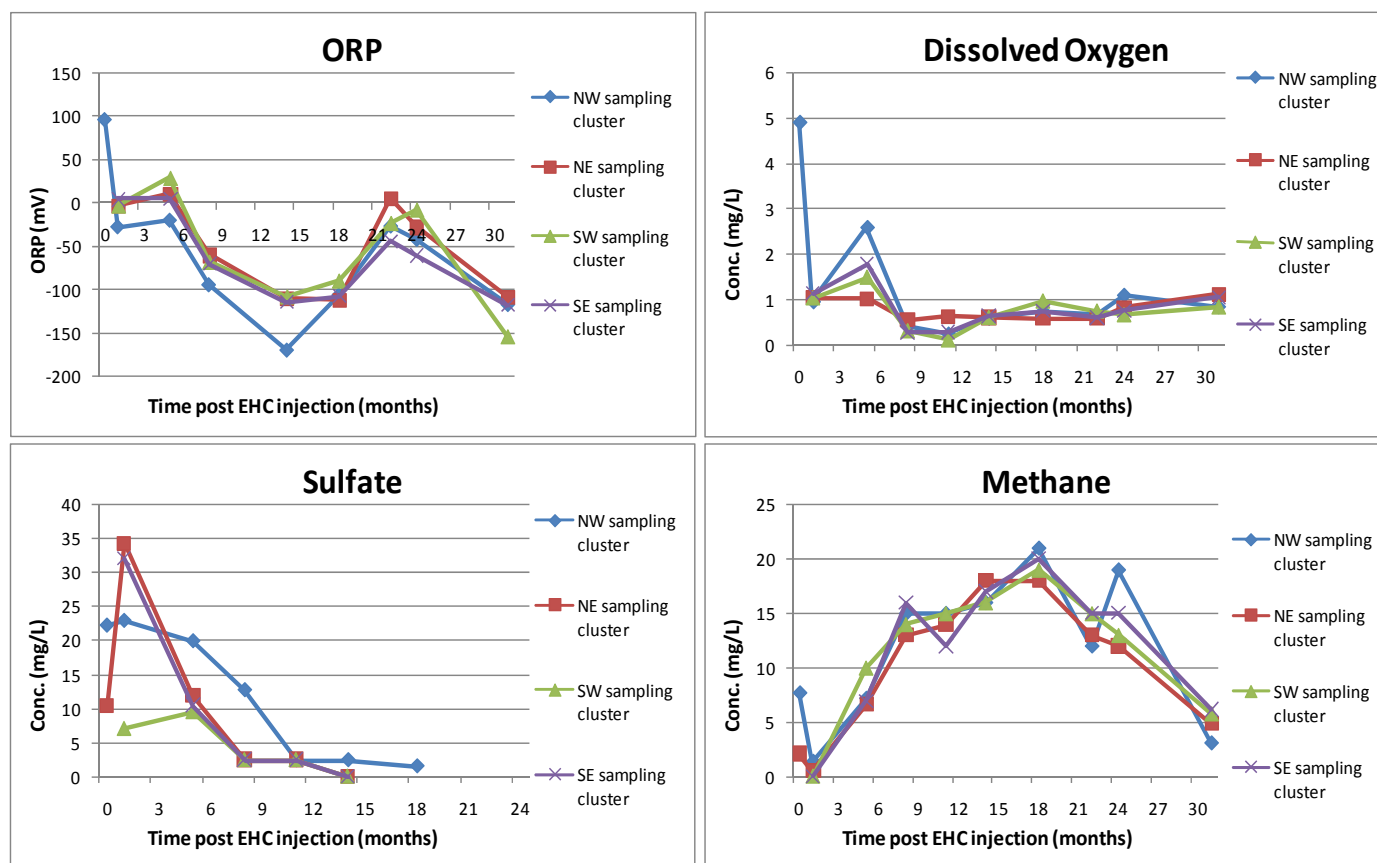 ORP
150
100
50
0
-50
-100
-150
-200
ORP (mV)
0 3 6 9 12 15 18 21 24 30
Time post EHC injection (months)
NW sampling
cluster
NE sampling
cluster
SW sampling
cluster
SE sampling
cluster
Dissolved Oxygen
6
5
4
3
2
1
0
Conc. (mg/L)
0 3 6 9 12 15 18 21 24 27 30
Time post EHC injection (months)
NW sampling
cluster
NE sampling
cluster
SW sampling
cluster
SE sampling
cluster
Sulfate
40
35
30
25
20
15
10
5
0
Conc. (mg/L)
0 3 6 9 12 15 18 21 24
Time post EHC injection (months)
NW sampling
cluster
NE sampling
cluster
SW sampling
cluster
SE sampling
cluster
Methane
25
20
15
10
5
0
Conc. (mg/L)
0 3 6 9 12 15 18 21 24 27 30
Time post EHC injection (months)
NW sampling
cluster
NE sampling
cluster
SW sampling
cluster
SE sampling
cluster